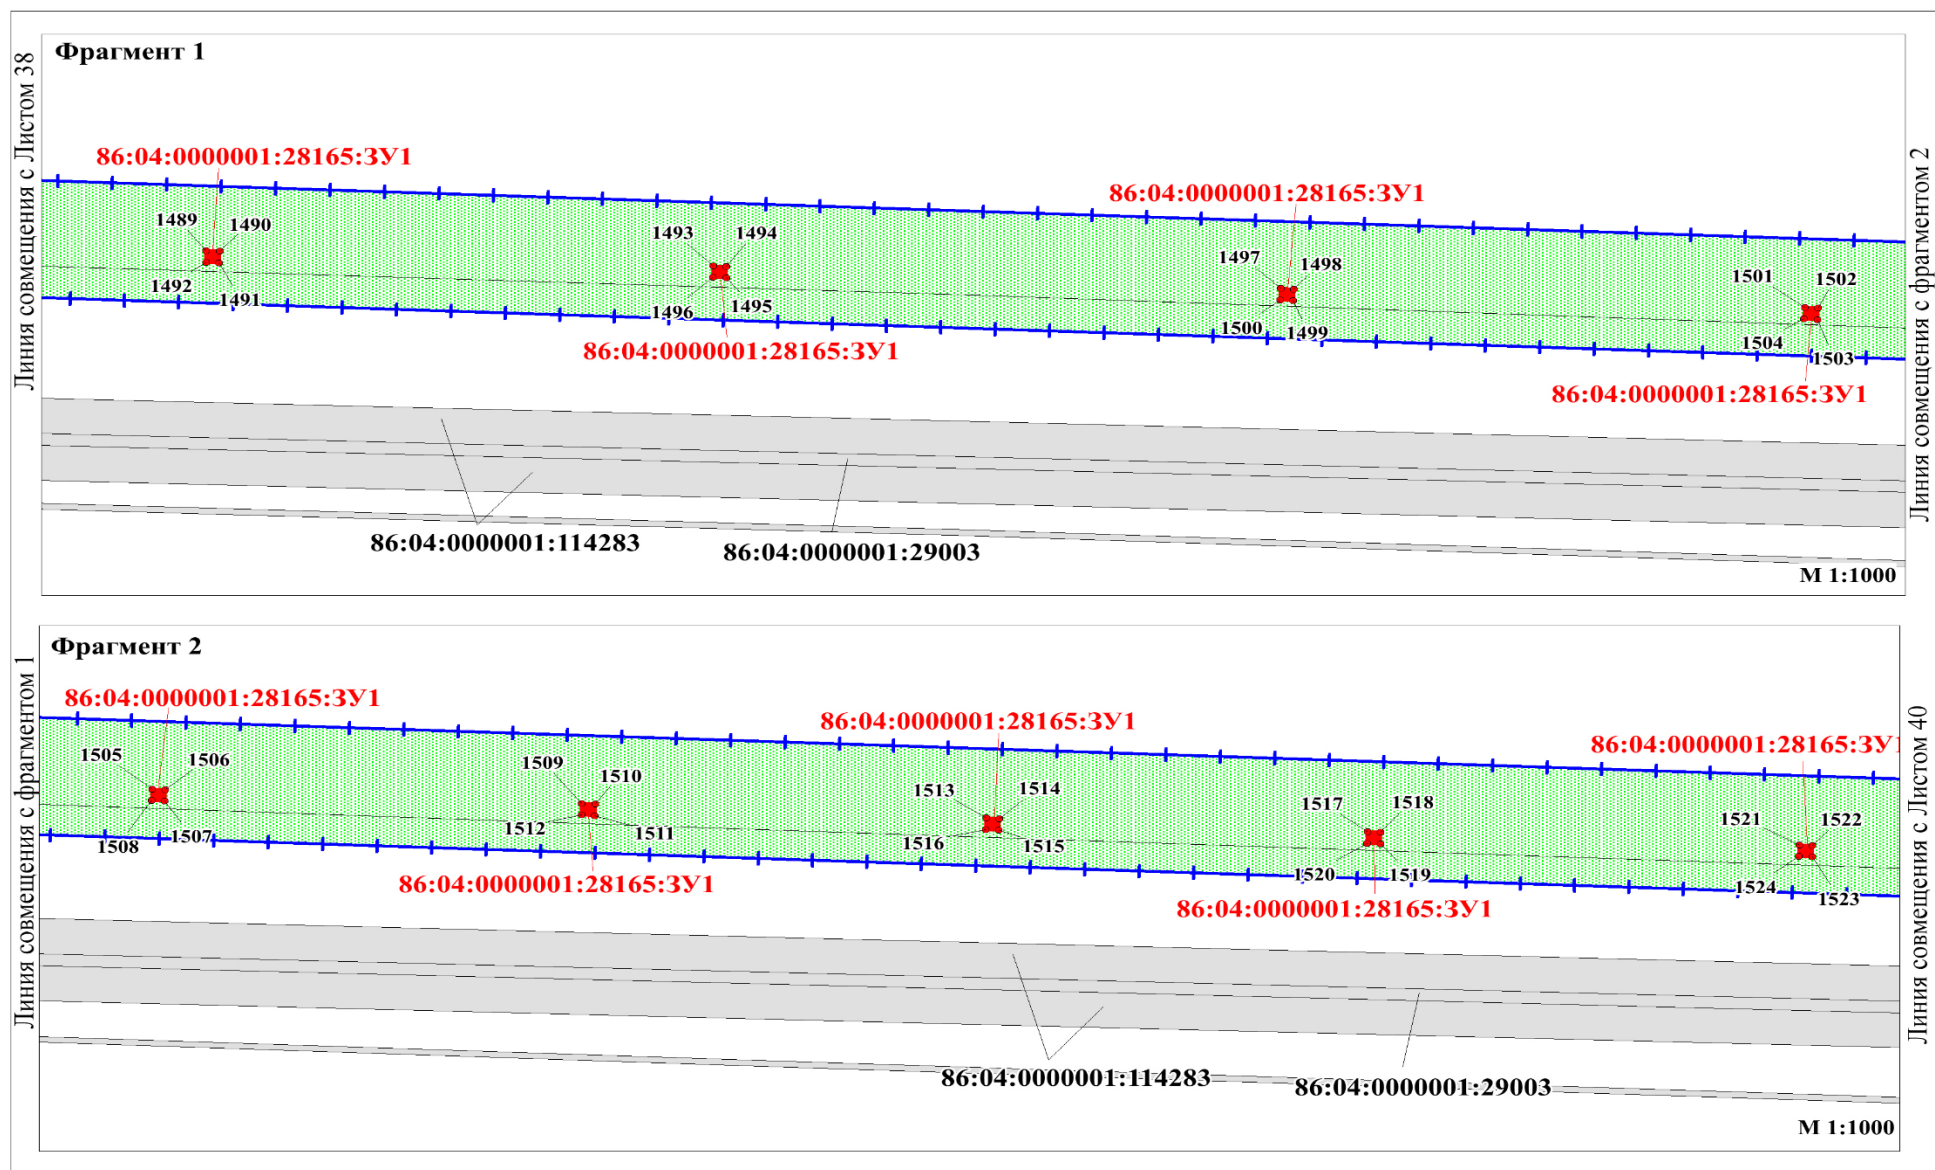 Фрагмент 1
Линия совмещения с Листом 38
86:04:0000001:28165:ЗУ1
86:04:0000001:28165:ЗУ1
1489
1490
1492
1491
1493
1494
1496
1495
86:04:0000001:28165:ЗУ1
1497
1498
1500
1499
1501
1502
1504
1503
86:04:0000001:28165:ЗУ1
Линия совмещения с фрагментом 2
86:04:0000001:114283
86:04:0000001:29003
М 1:1000
Фрагмент 2
Линия совмещения с фрагментом 1
86:04:0000001:28165:ЗУ1
86:04:0000001:28165:ЗУ1
86:04:0000001:28165:ЗУ1
1505
1506
1508
1507
1509
1510
1512
1511
1513
1514
1516
1515
1517
1518
1520
1519
1521
1522
1524
1523
86:04:0000001:28165:ЗУ1
86:04:0000001:28165:ЗУ1
Линия совмещения с Листом 40
86:04:0000001:114283
86:04:0000001:29003
М 1:1000